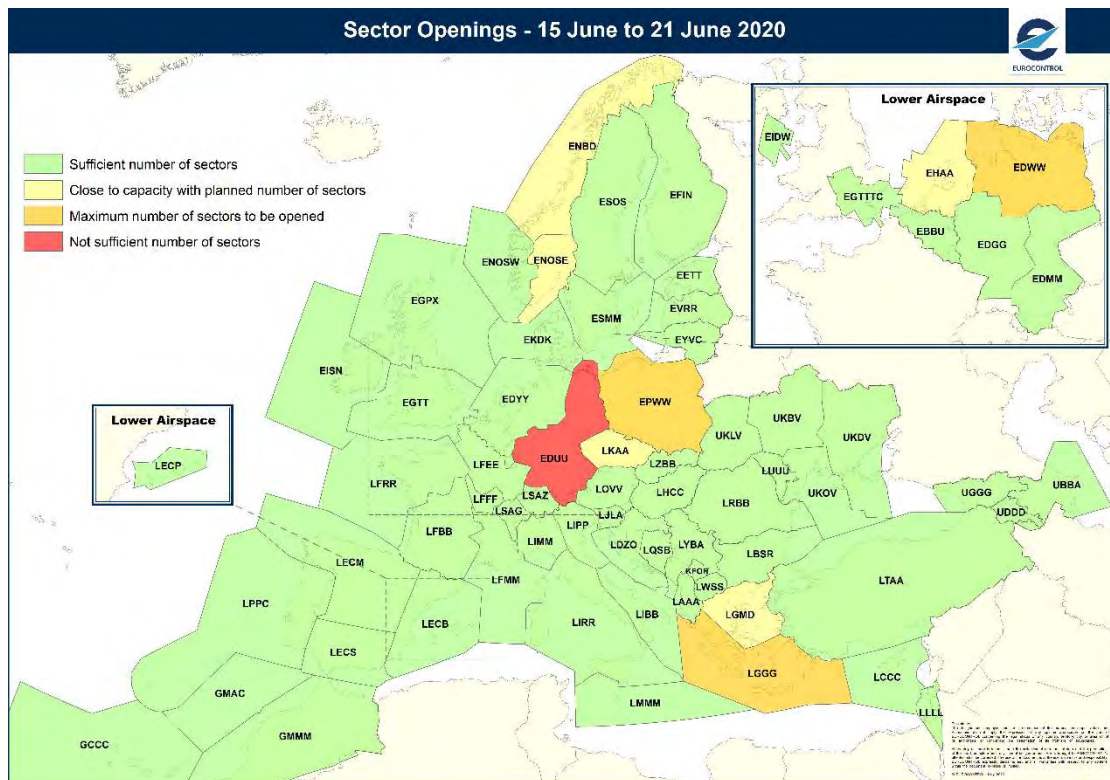 Sector Openings - 15 June to 21 June 2020
EUROCONTROL
Sufficient number of sectors
Close to capacity with planned number of sectors
Maximum number of sectors to be opened
Not sufficient number of sectors
Lower Airspace
EIDW
EHAA
EDWW
EGTTTC
EBBU
EDGG
EDMM
ENBD
ESOS
EFIN
ENOSW
ENOSE
EETT
EGPX
EVRR
ESMM
EKDK
EYVC
EISN
EGTT
EDYY
EPWW
Lower Airspace
LECP
EDUU
LKAA
UKLV
UKBV
UKDV
LFEE
LZBB
LUUU
LFRR
LFFF
LSAZ
LOVV
LHCC
UKOV
LSAG
LRBB
UGGG
UBBA
UDDD
LFBB
LIMM
LIPP
LJLA
LDZO
LQSB
LYBA
LBSR
LECM
LFMM
KFOR
LWSS
LTAA
LPPC
LAAA
LGMD
LIBB
LECB
LIRR
LECS
LGGG
LCCC
GMAC
LMMM
LLLL
GCCC
GMMM